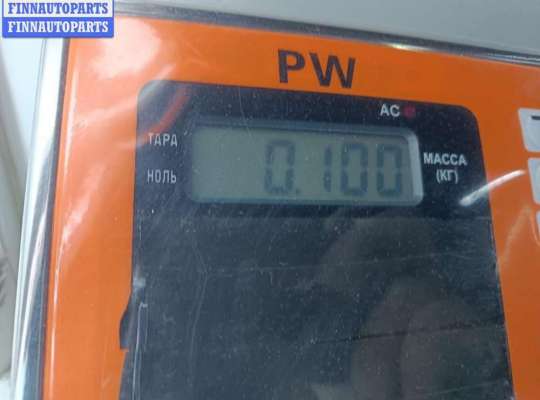 FINNAUTOPARTS
FINNAUTOPARTS
PW
AC
ТАРА
НОЛЬ
0.100
МАССА
(КГ)